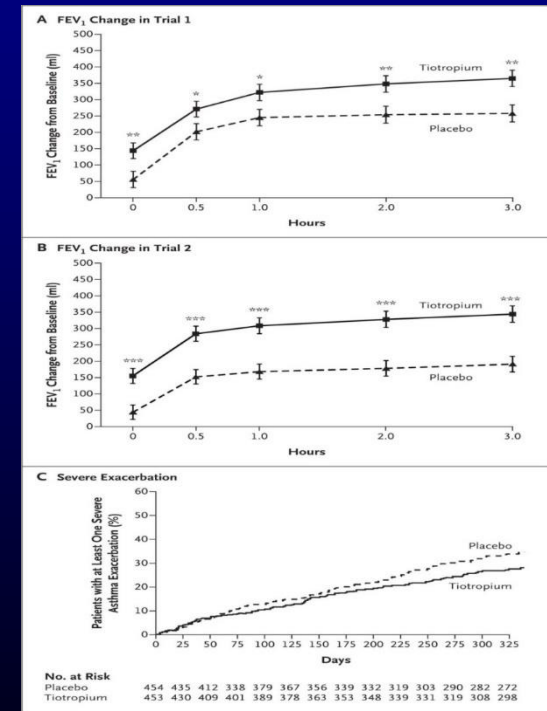 A FEV₁ Change in Trial 1
FEV₁ Change from Baseline (ml)
500
450
400
350
300
250
200
150
100
50
0
** * * ** **
Tiotropium
Placebo
0 0.5 1.0 2.0 3.0
Hours
B FEV₁ Change in Trial 2
FEV₁ Change from Baseline (ml)
500
450
400
350
300
250
200
150
100
50
0
*** *** *** *** ***
Tiotropium
Placebo
0 0.5 1.0 2.0 3.0
Hours
C Severe Exacerbation
Patients with at Least One Severe
Asthma Exacerbation (%)
60
50
40
30
20
10
0
Placebo
Tiotropium
0 25 50 75 100 125 150 175 200 225 250 275 300 325
Days
No. at Risk
Placebo 454 435 412 338 379 367 356 339 332 319 303 290 282 272
Tiotropium 453 430 409 401 389 378 363 353 348 339 331 319 308 298